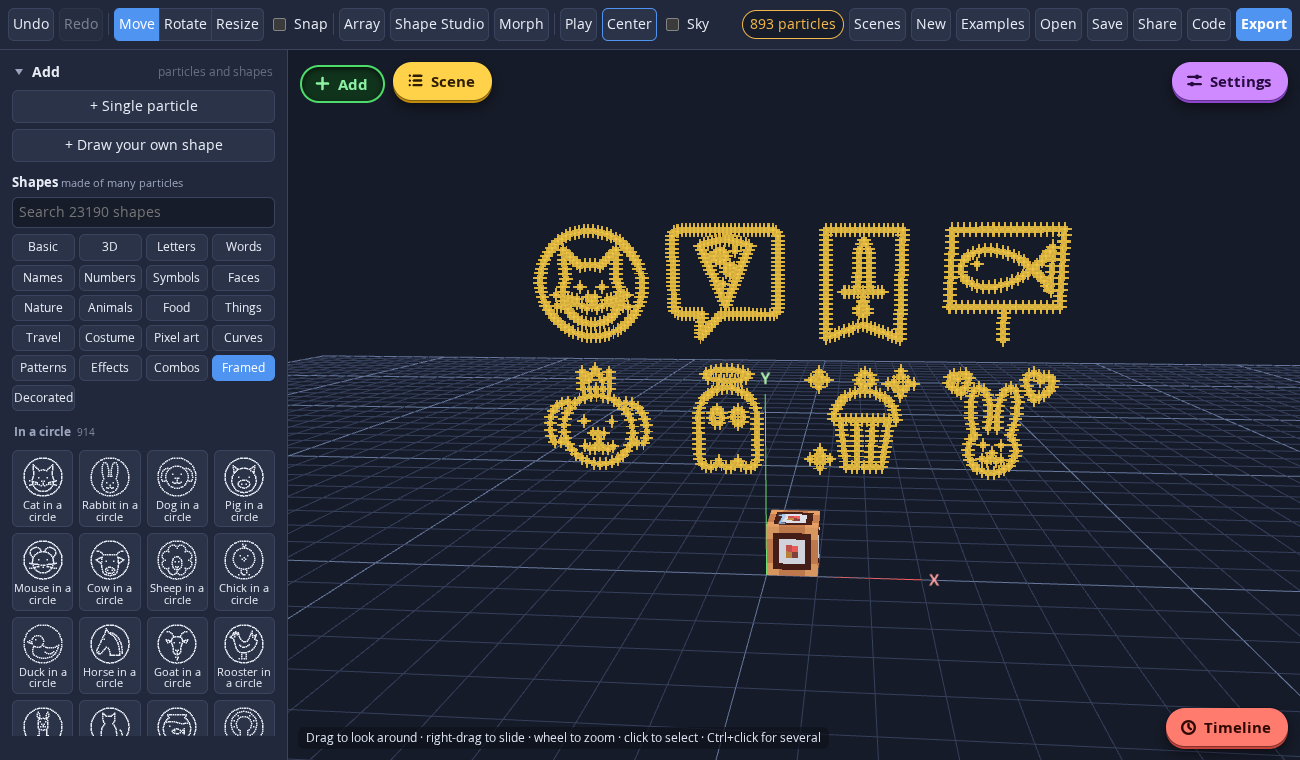 Undo Redo Move Rotate Resize Snap Array Shape Studio Morph Play Center Sky 893 particles Scenes New Examples Open Save Share Code Export
Add particles and shapes
+ Single particle
+ Draw your own shape
Shapes made of many particles
Search 23190 shapes
Basic 3D Letters Words
Names Numbers Symbols Faces
Nature Animals Food Things
Travel Costume Pixel art Curves
Patterns Effects Combos Framed
Decorated
In a circle 914
Cat in a circle
Rabbit in a circle
Dog in a circle
Pig in a circle
Mouse in a circle
Cow in a circle
Sheep in a circle
Chick in a circle
Duck in a circle
Horse in a circle
Goat in a circle
Rooster in a circle
+ Add
Scene
Settings
Y
X
Drag to look around · right-drag to slide · wheel to zoom · click to select · Ctrl+click for several
Timeline